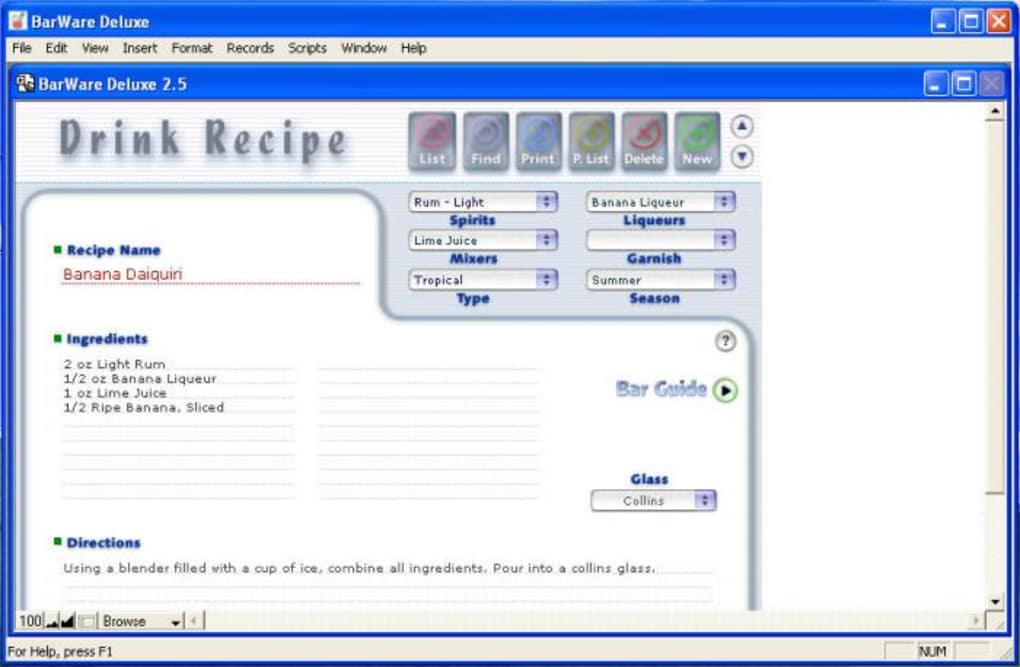 BarWare Deluxe
File Edit View Insert Format Records Scripts Window Help
BarWare Deluxe 2.5
Drink Recipe
List Find Print P. List Delete New
Rum - Light Banana Liqueur
Spirits Liqueurs
Lime Juice
Mixers Garnish
Recipe Name
Banana Daiquiri
Tropical Summer
Type Season
Ingredients
?
2 oz Light Rum
1/2 oz Banana Liqueur
1 oz Lime Juice
1/2 Ripe Banana, Sliced
Bar Guide
Glass
Collins
Directions
Using a blender filled with a cup of ice, combine all ingredients. Pour into a collins glass.
100 Browse
For Help, press F1 NUM